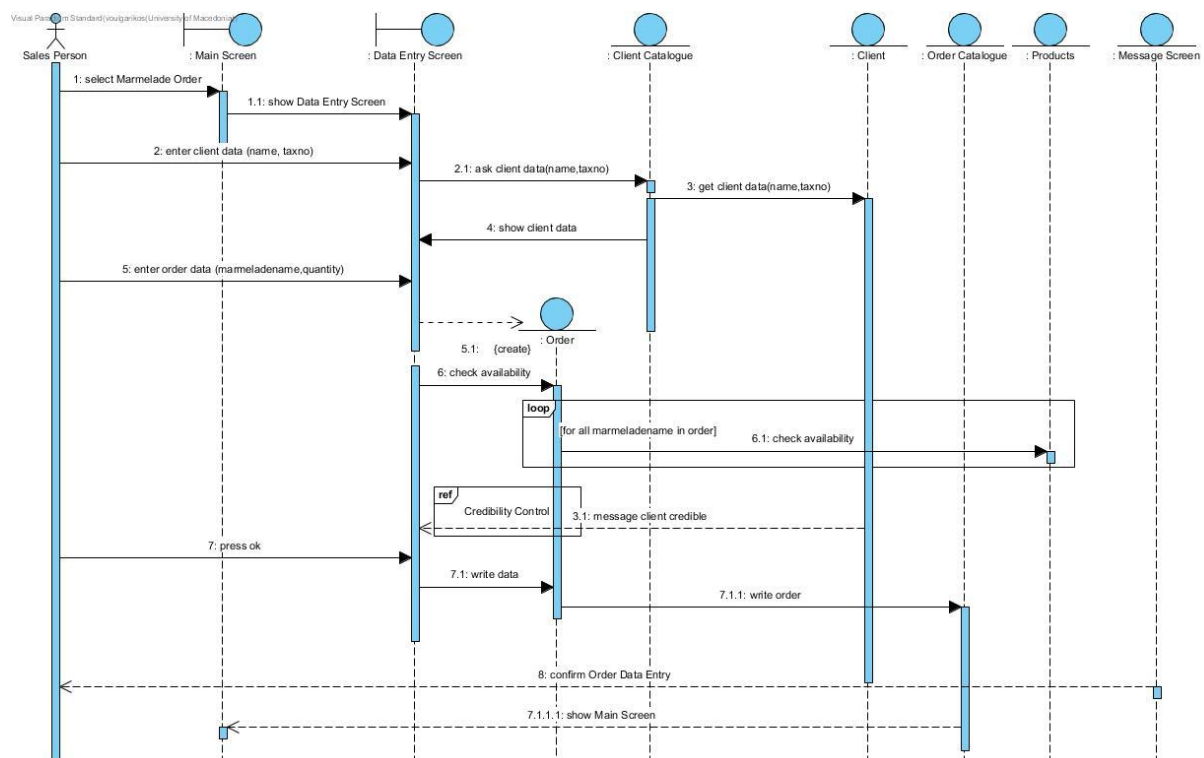 Visual Paradigm Standard(voulgarikos(University of Macedonia))
Sales Person
: Main Screen
: Data Entry Screen
: Client Catalogue
: Client
: Order Catalogue
: Products
: Message Screen
1: select Marmelade Order
1.1: show Data Entry Screen
2: enter client data (name, taxno)
2.1: ask client data(name,taxno)
3: get client data(name,taxno)
4: show client data
5: enter order data (marmeladename,quantity)
: Order
5.1: {create}
6: check availability
loop
[for all marmeladename in order]
6.1: check availability
ref
Credibility Control
3.1: message client credible
7: press ok
7.1: write data
7.1.1: write order
8: confirm Order Data Entry
7.1.1.1: show Main Screen